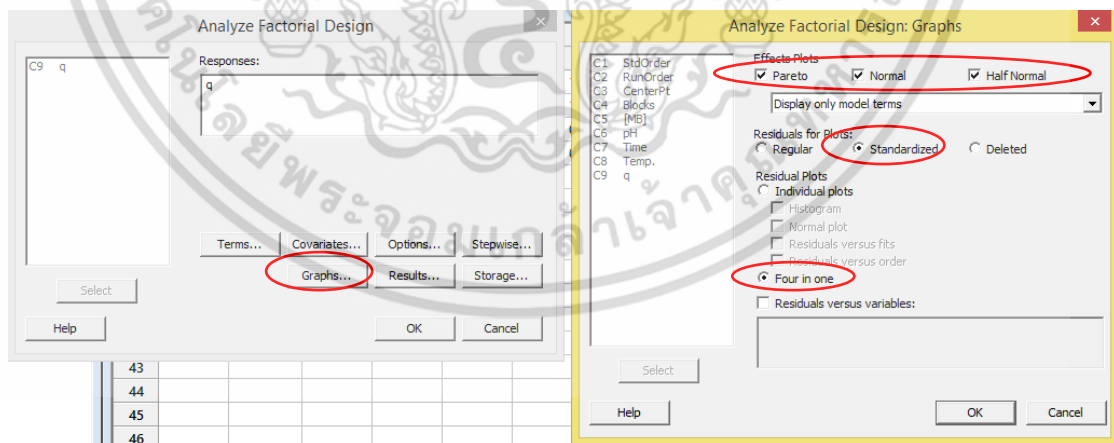 Analyze Factorial Design
C9 q
Responses:
q
Terms...
Covariates...
Options...
Stepwise...
Graphs...
Results...
Storage...
Select
Help
OK
Cancel
43
44
45
46
Analyze Factorial Design: Graphs
C1 StdOrder
C2 RunOrder
C3 CenterPt
C4 Blocks
C5 [MB]
C6 pH
C7 Time
C8 Temp.
C9 q
Effects Plots
Pareto
Normal
Half Normal
Display only model terms
Residuals for Plots:
Regular
Standardized
Deleted
Residual Plots
Individual plots
Histogram
Normal plot
Residuals versus fits
Residuals versus order
Four in one
Residuals versus variables:
Select
Help
OK
Cancel